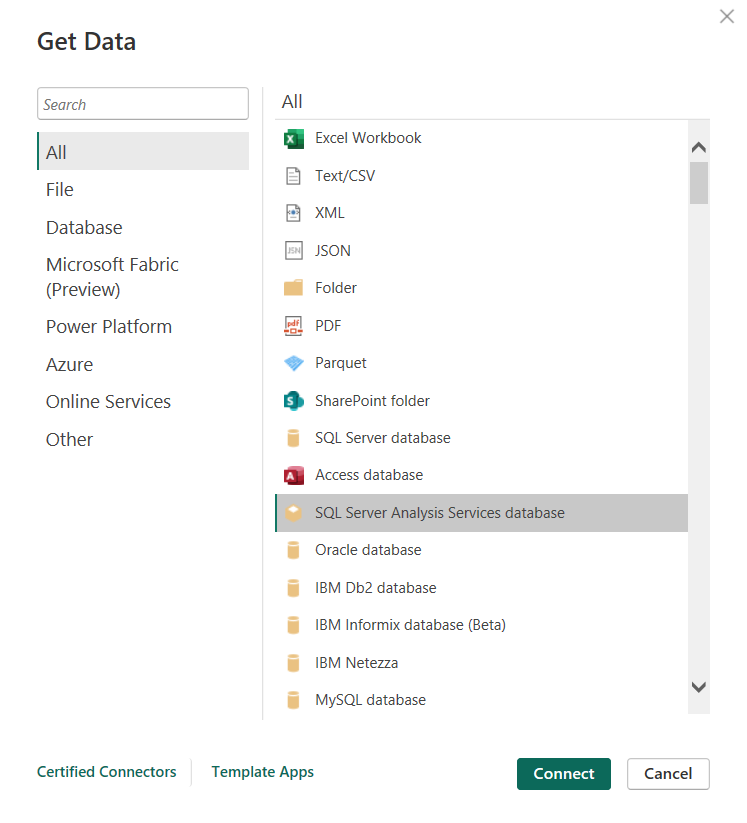 Get Data
Search
All
File
Database
Microsoft Fabric
(Preview)
Power Platform
Azure
Online Services
Other
All
Excel Workbook
Text/CSV
XML
JSON
JSON
Folder
pdf
PDF
Parquet
S
SharePoint folder
SQL Server database
A
Access database
SQL Server Analysis Services database
Oracle database
IBM Db2 database
IBM Informix database (Beta)
IBM Netezza
MySQL database
Certified Connectors
Template Apps
Connect
Cancel